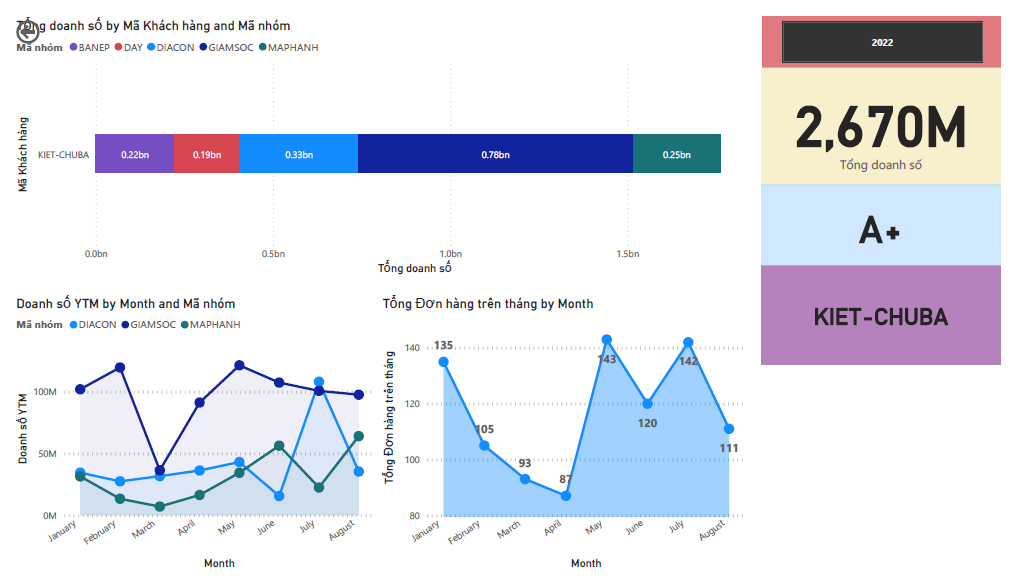 Tổng doanh số by Mã Khách hàng and Mã nhóm
Mã nhóm BANEP DAY DIACON GIAMSOC MAPHANH
Mã Khách hàng
KIET-CHUBA
0.22bn 0.19bn 0.33bn 0.78bn 0.25bn
0.0bn 0.5bn 1.0bn 1.5bn
Tổng doanh số
2022
2,670M
Tổng doanh số
A+
KIET-CHUBA
Doanh số YTM by Month and Mã nhóm
Mã nhóm DIACON GIAMSOC MAPHANH
Doanh số YTM
100M
50M
0M
January February March April May June July August
Month
Tổng Đơn hàng trên tháng by Month
Tổng Đơn hàng trên tháng
140
120
100
80
135 105 93 87 143 120 142 111
January February March April May June July August
Month